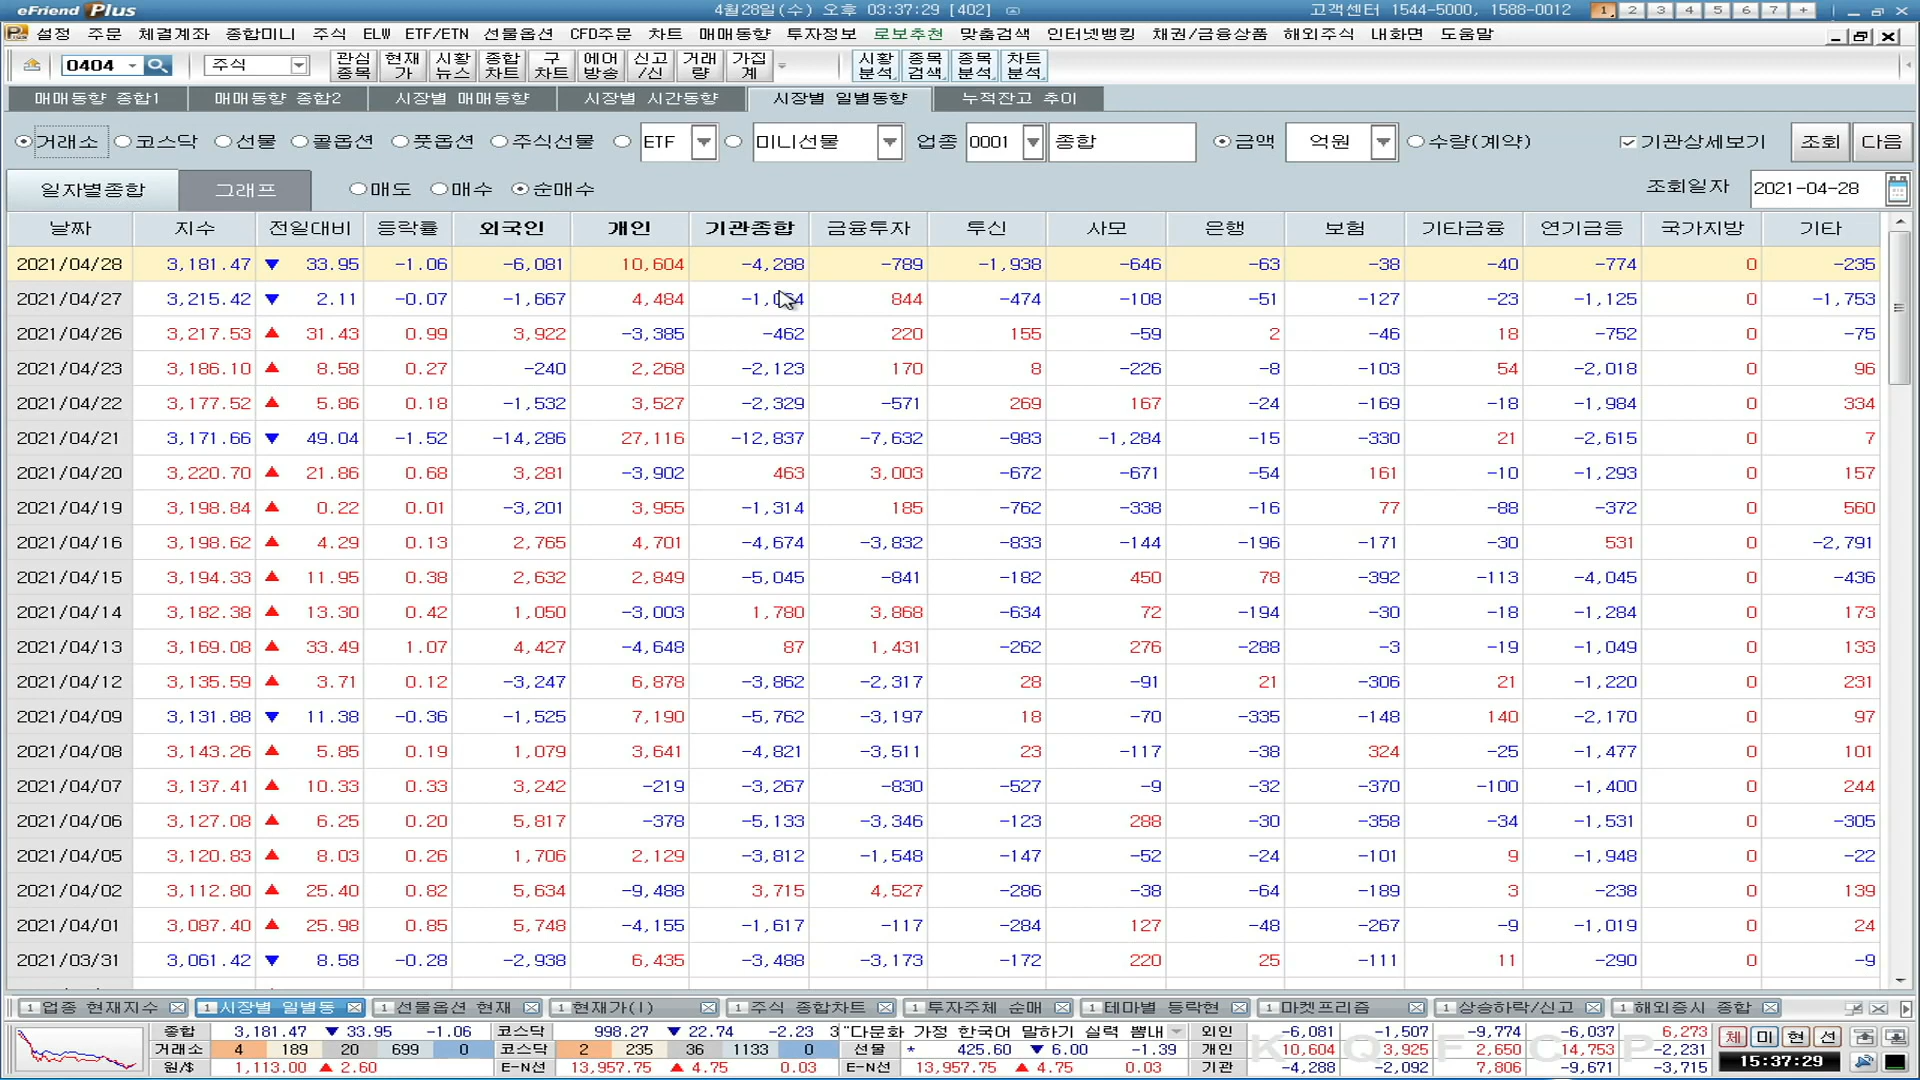 eFriend Plus 4월28일(수) 오후 03:37:29 [402] 고객센터 1544-5000, 1588-0012 1 2 3 4 5 6 7 +
설정 주문 체결계좌 종합미니 주식 ELW ETF/ETN 선물옵션 CFD주문 차트 매매동향 투자정보 로보추천 맞춤검색 인터넷뱅킹 채권/금융상품 해외주식 내화면 도움말
0404 주식 관심종목 현재가 시황뉴스 종합차트 구차트 에어방송 신고/신 거래량 가집계 시황분석 종목검색 종목분석 차트분석
매매동향 종합1 매매동향 종합2 시장별 매매동향 시장별 시간동향 시장별 일별동향 누적잔고 추이
거래소 코스닥 선물 콜옵션 풋옵션 주식선물 ETF 미니선물 업종 0001 종합 금액 억원 수량(계약) 기관상세보기 조회 다음
일자별종합 그래프 매도 매수 순매수 조회일자 2021-04-28
날짜 지수 전일대비 등락률 외국인 개인 기관종합 금융투자 투신 사모 은행 보험 기타금융 연기금등 국가지방 기타
2021/04/28 3,181.47 ▼ 33.95 -1.06 -6,081 10,604 -4,288 -789 -1,938 -646 -63 -38 -40 -774 0 -235
2021/04/27 3,215.42 ▼ 2.11 -0.07 -1,667 4,484 844 -474 -108 -51 -127 -23 -1,125 0 -1,753
2021/04/26 3,217.53 ▲ 31.43 0.99 3,922 -3,385 -462 220 155 -59 2 -46 18 -752 0 -75
2021/04/23 3,186.10 ▲ 8.58 0.27 -240 2,268 -2,123 170 8 -226 -8 -103 54 -2,018 0 96
2021/04/22 3,177.52 ▲ 5.86 0.18 -1,532 3,527 -2,329 -571 269 167 -24 -169 -18 -1,984 0 334
2021/04/21 3,171.66 ▼ 49.04 -1.52 -14,286 27,116 -12,837 -7,632 -983 -1,284 -15 -330 21 -2,615 0 7
2021/04/20 3,220.70 ▲ 21.86 0.68 3,281 -3,902 463 3,003 -672 -671 -54 161 -10 -1,293 0 157
2021/04/19 3,198.84 ▲ 0.22 0.01 -3,201 3,955 -1,314 185 -762 -338 -16 77 -88 -372 0 560
2021/04/16 3,198.62 ▲ 4.29 0.13 2,765 4,701 -4,674 -3,832 -833 -144 -196 -171 -30 531 0 -2,791
2021/04/15 3,194.33 ▲ 11.95 0.38 2,632 2,849 -5,045 -841 -182 450 78 -392 -113 -4,045 0 -436
2021/04/14 3,182.38 ▲ 13.30 0.42 1,050 -3,003 1,780 3,868 -634 72 -194 -30 -18 -1,284 0 173
2021/04/13 3,169.08 ▲ 33.49 1.07 4,427 -4,648 87 1,431 -262 276 -288 -3 -19 -1,049 0 133
2021/04/12 3,135.59 ▲ 3.71 0.12 -3,247 6,878 -3,862 -2,317 28 -91 21 -306 21 -1,220 0 231
2021/04/09 3,131.88 ▼ 11.38 -0.36 -1,525 7,190 -5,762 -3,197 18 -70 -335 -148 140 -2,170 0 97
2021/04/08 3,143.26 ▲ 5.85 0.19 1,079 3,641 -4,821 -3,511 23 -117 -38 324 -25 -1,477 0 101
2021/04/07 3,137.41 ▲ 10.33 0.33 3,242 -219 -3,267 -830 -527 -9 -32 -370 -100 -1,400 0 244
2021/04/06 3,127.08 ▲ 6.25 0.20 5,817 -378 -5,133 -3,346 -123 288 -30 -358 -34 -1,531 0 -305
2021/04/05 3,120.83 ▲ 8.03 0.26 1,706 2,129 -3,812 -1,548 -147 -52 -24 -101 9 -1,948 0 -22
2021/04/02 3,112.80 ▲ 25.40 0.82 5,634 -9,488 3,715 4,527 -286 -38 -64 -189 3 -238 0 139
2021/04/01 3,087.40 ▲ 25.98 0.85 5,748 -4,155 -1,617 -117 -284 127 -48 -267 -9 -1,019 0 24
2021/03/31 3,061.42 ▼ 8.58 -0.28 -2,938 6,435 -3,488 -3,173 -172 220 25 -111 11 -290 0 -9
1 업종 현재지수 1 시장별 일별동 1 선물옵션 현재 1 현재가(1) 1 주식 종합차트 1 투자주체 순매 1 테마별 등락현 1 마켓프리즘 1 상승하락/신고 1 해외증시 종합
종합 3,181.47 ▼ 33.95 -1.06 코스닥 998.27 ▼ 22.74 -2.23 3 "다문화 가정 한국어 말하기 실력 뽐내 외인 -6,081 -1,507 -9,774 -6,037 6,273 체 미 현 선
거래소 4 189 20 699 0 코스닥 2 235 36 1133 0 선물 * 425.60 ▼ 6.00 -1.39 개인 10,604 3,925 2,650 14,753 -2,231
원/$ 1,113.00 ▲ 2.60 E-N선 13,957.75 ▲ 4.75 0.03 E-N선 13,957.75 ▲ 4.75 0.03 기관 -4,288 -2,092 7,806 -9,671 -3,715 15:37:29
K Q F C P